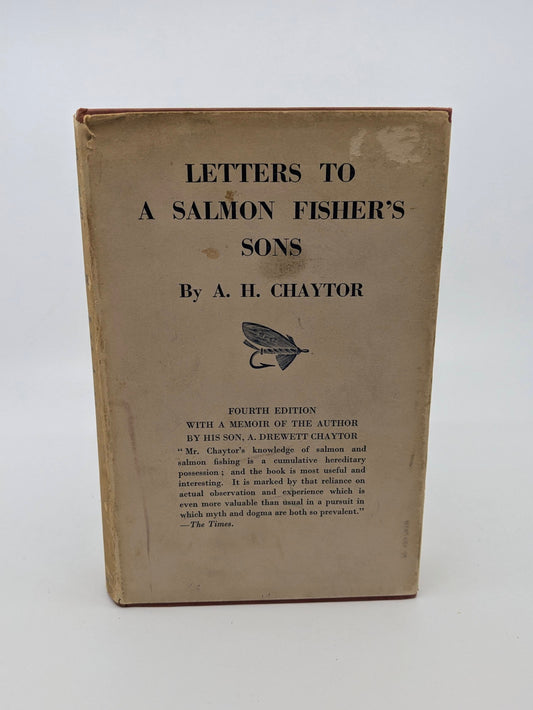 LETTERS TO
A SALMON FISHER'S
SONS
By A. H. CHAYTOR
FOURTH EDITION
WITH A MEMOIR OF THE AUTHOR
BY HIS SON, A. DREWETT CHAYTOR
"Mr. Chaytor's knowledge of salmon and
salmon fishing is a cumulative hereditary
possession; and the book is most useful and
interesting. It is marked by that reliance on
actual observation and experience which is
even more valuable than usual in a pursuit in
which myth and dogma are both so prevalent."
—The Times.